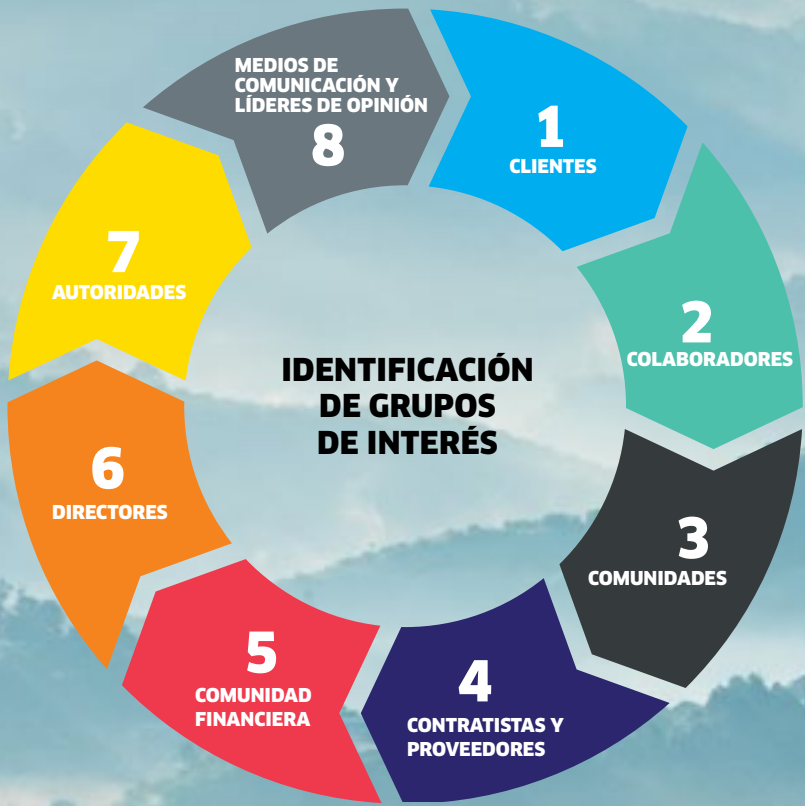 IDENTIFICACIÓN
DE GRUPOS
DE INTERÉS
1
CLIENTES
2
COLABORADORES
3
COMUNIDADES
4
CONTRATISTAS Y
PROVEEDORES
5
COMUNIDAD
FINANCIERA
6
DIRECTORES
7
AUTORIDADES
MEDIOS DE
COMUNICACIÓN Y
LÍDERES DE OPINIÓN
8